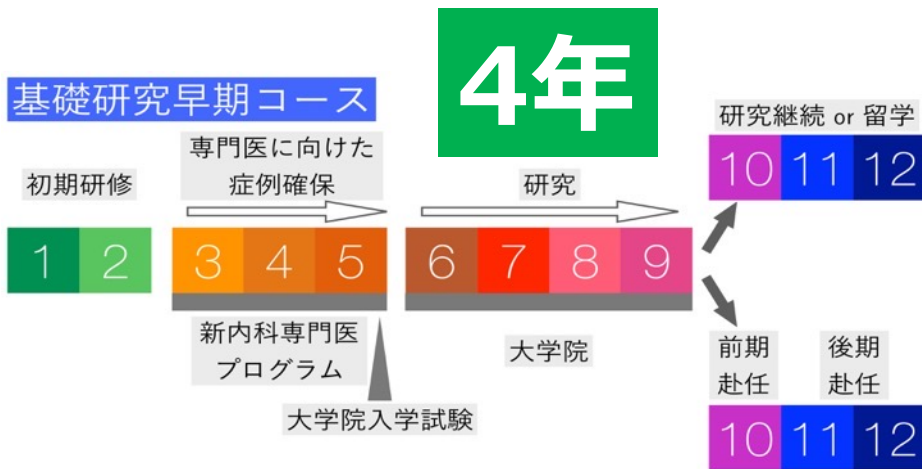 4年
基礎研究早期コース
初期研修
専門医に向けた
症例確保
研究
研究継続 or 留学
10 11 12
1 2
3 4 5
6 7 8 9
新内科専門医
プログラム
大学院
大学院入学試験
前期
赴任
後期
赴任
10 11 12